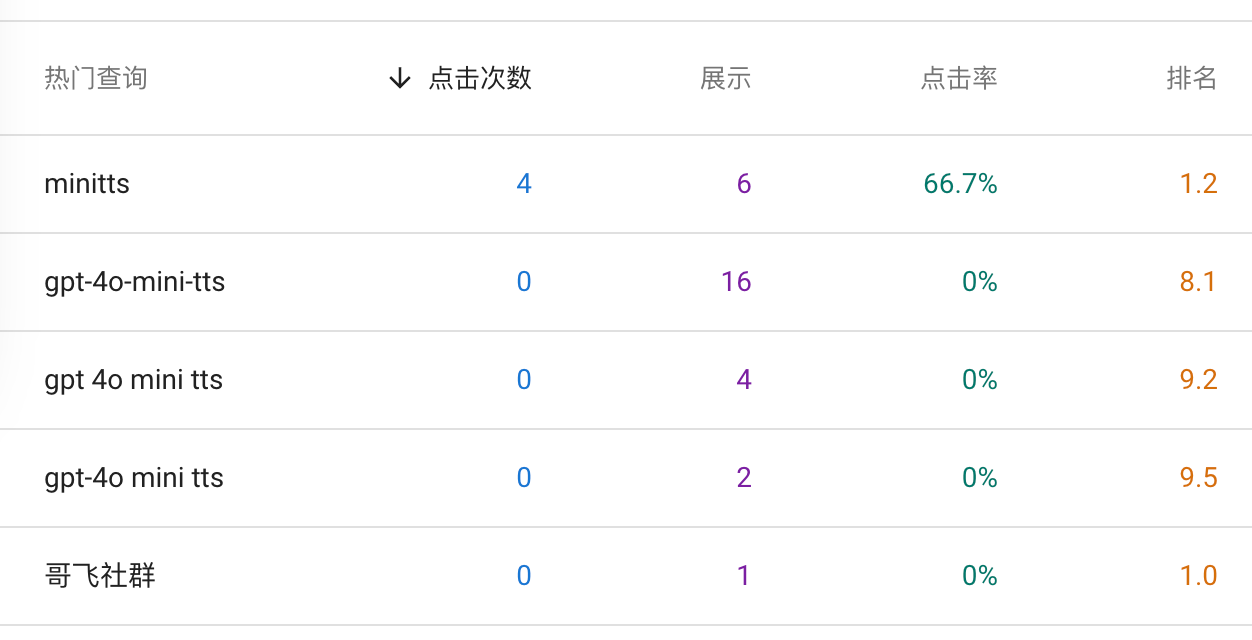 热门查询 ↓ 点击次数 展示 点击率 排名
minitts 4 6 66.7% 1.2
gpt-4o-mini-tts 0 16 0% 8.1
gpt 4o mini tts 0 4 0% 9.2
gpt-4o mini tts 0 2 0% 9.5
哥飞社群 0 1 0% 1.0